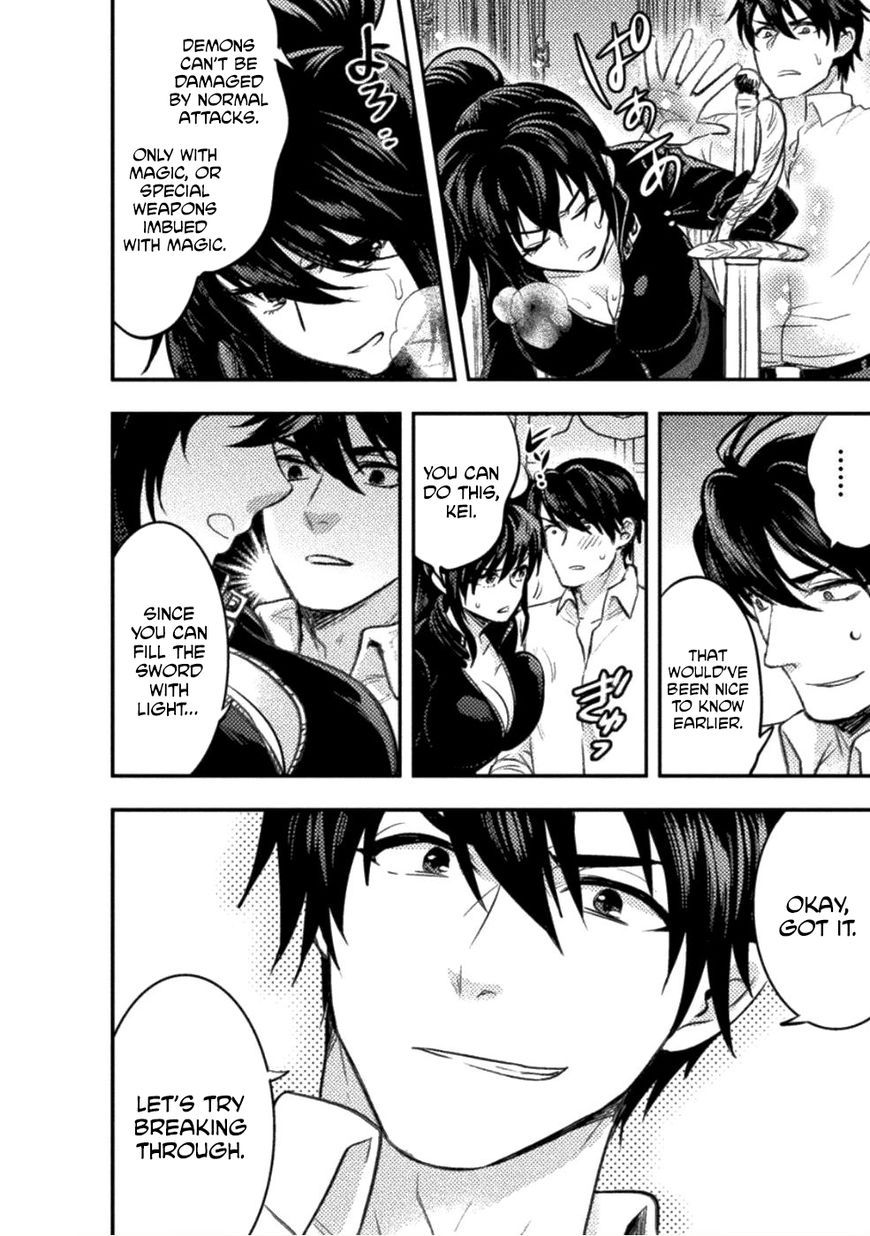 ぱぁああ
よろ…
DEMONS
CAN'T BE
DAMAGED
BY NORMAL
ATTACKS.
ONLY WITH
MAGIC, OR
SPECIAL
WEAPONS
IMBUED
WITH MAGIC.
......
THAT
WOULD'VE
BEEN NICE
TO KNOW
EARLIER.
YOU CAN
DO THIS,
KEI.
ぎゅっ
SINCE
YOU CAN
FILL THE
SWORD
WITH
LIGHT...
OKAY,
GOT IT.
LET'S TRY
BREAKING
THROUGH.